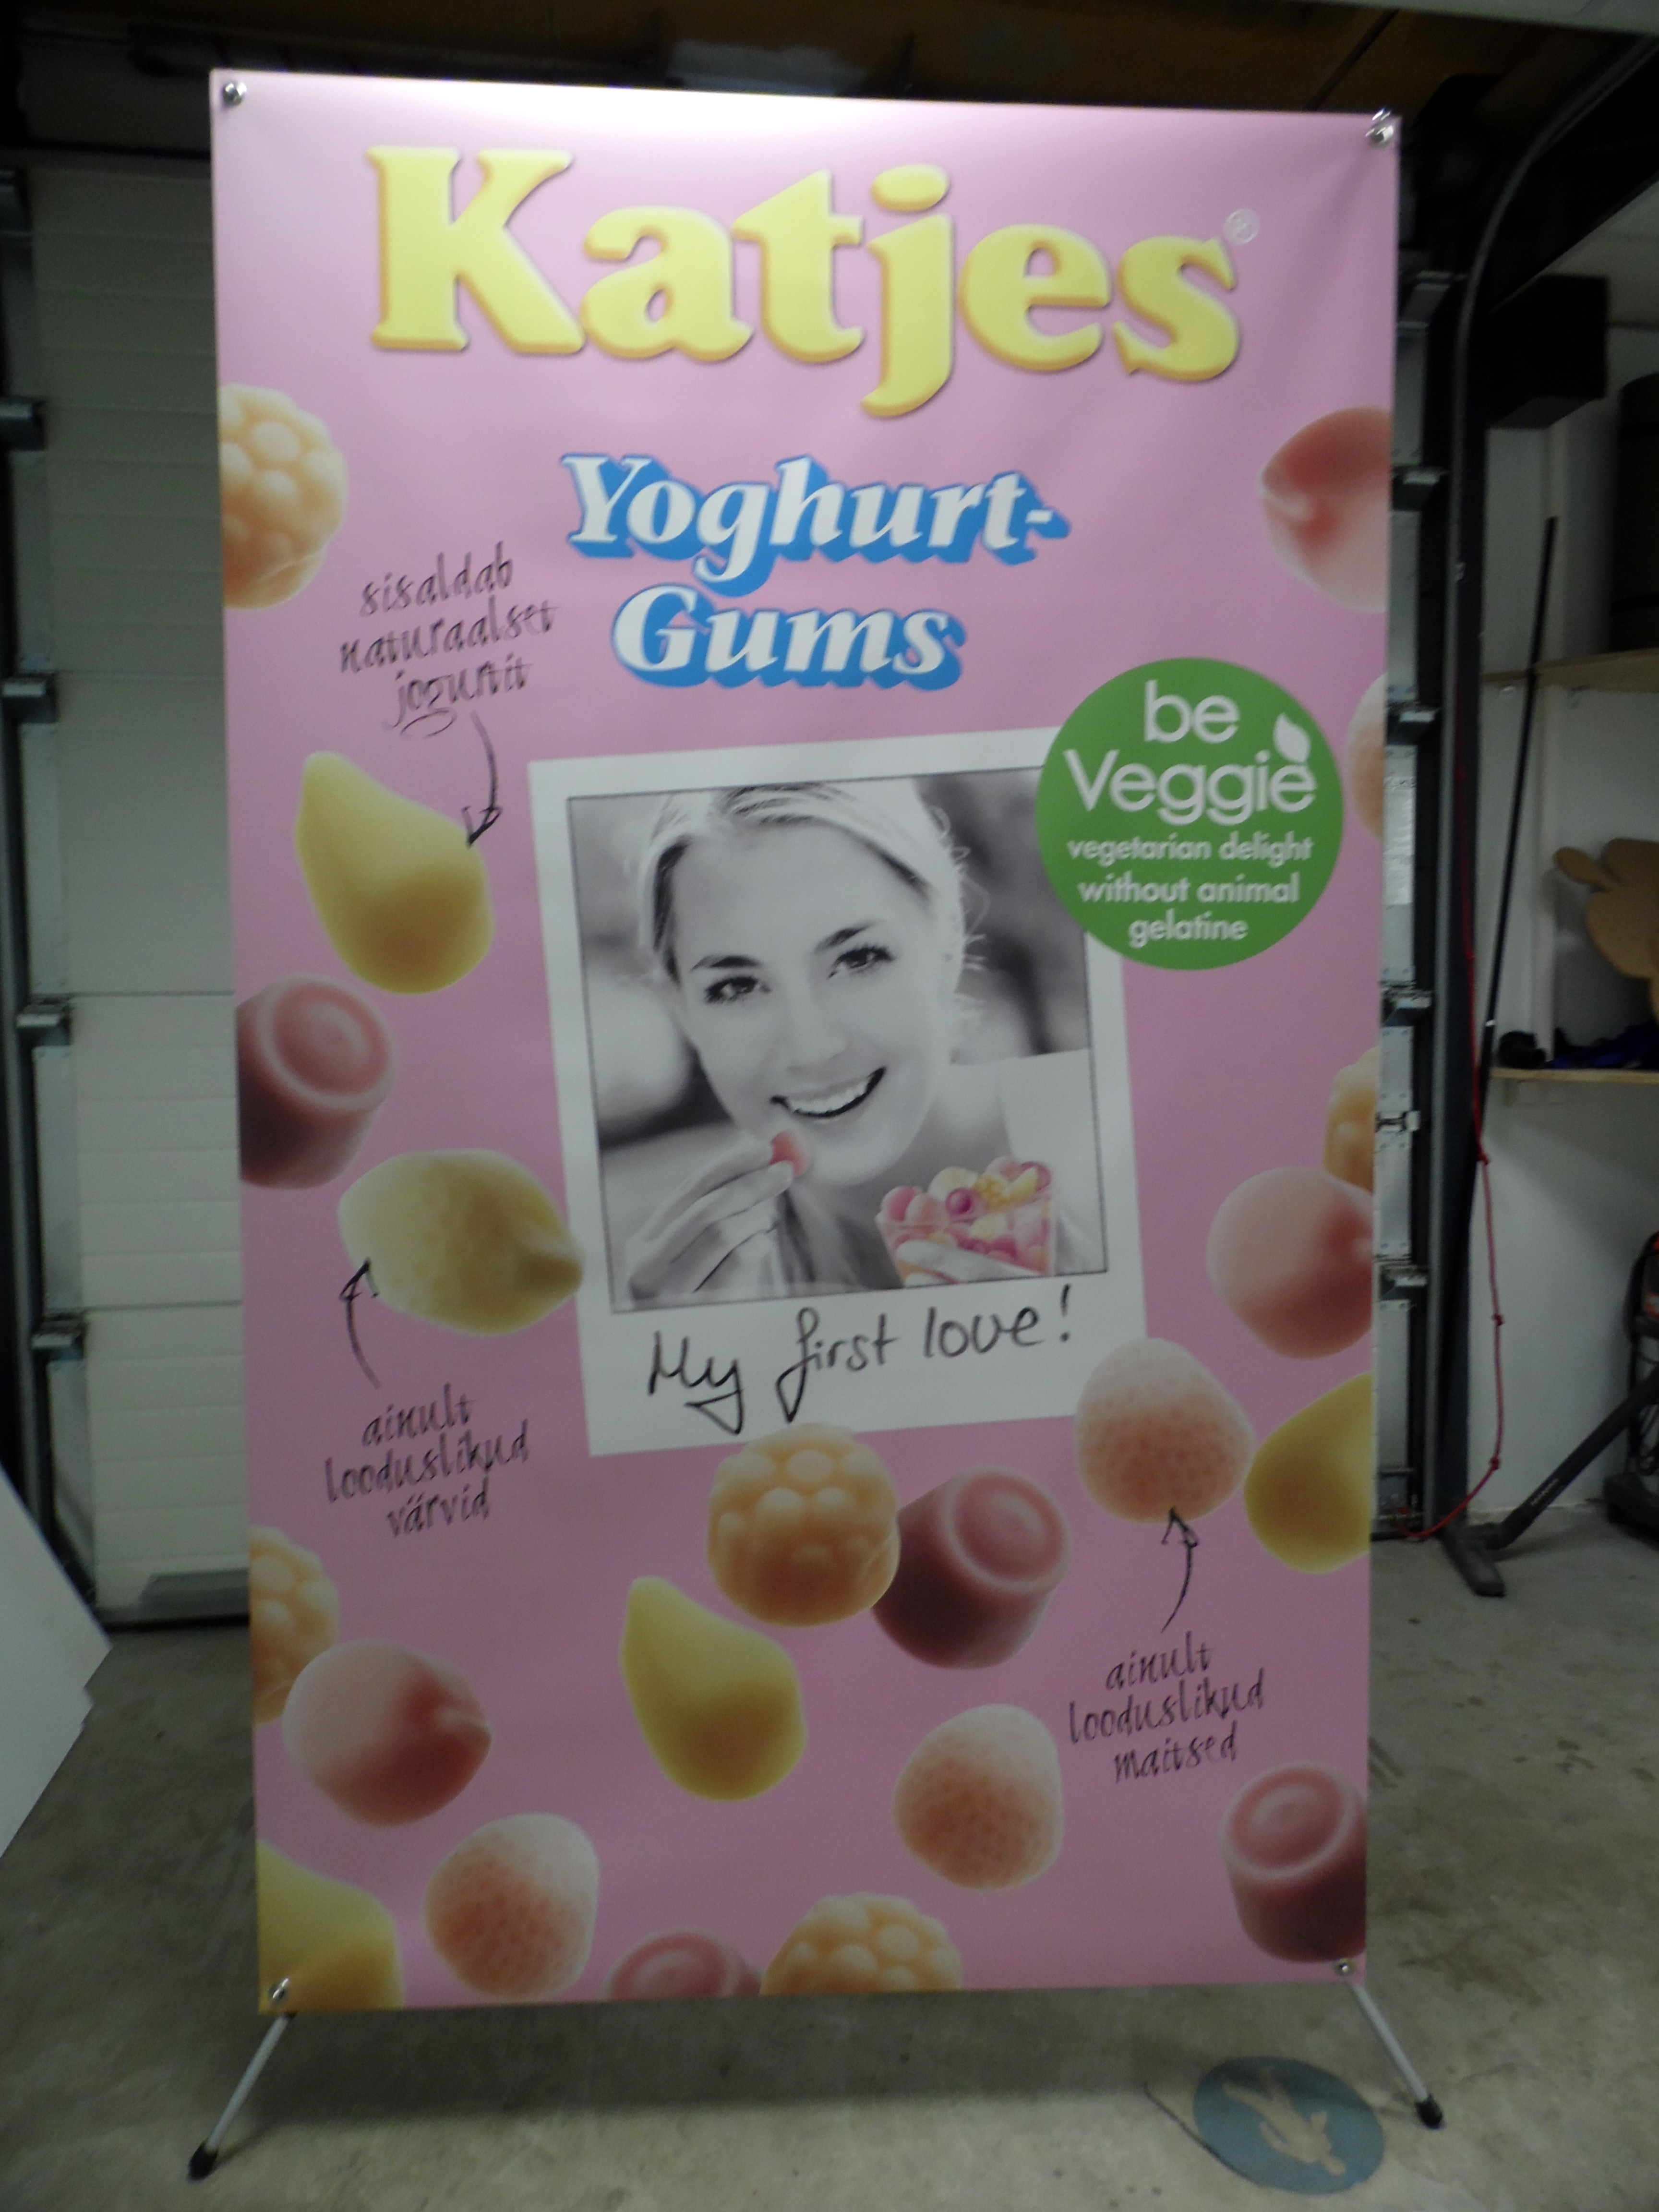 Katjes®
Yoghurt-
Gums
sisaldab
naturaalset
jogurtit
be
Veggie
vegetarian delight
without animal
gelatine
My first love!
ainult
looduslikud
värvid
ainult
looduslikud
maitsed